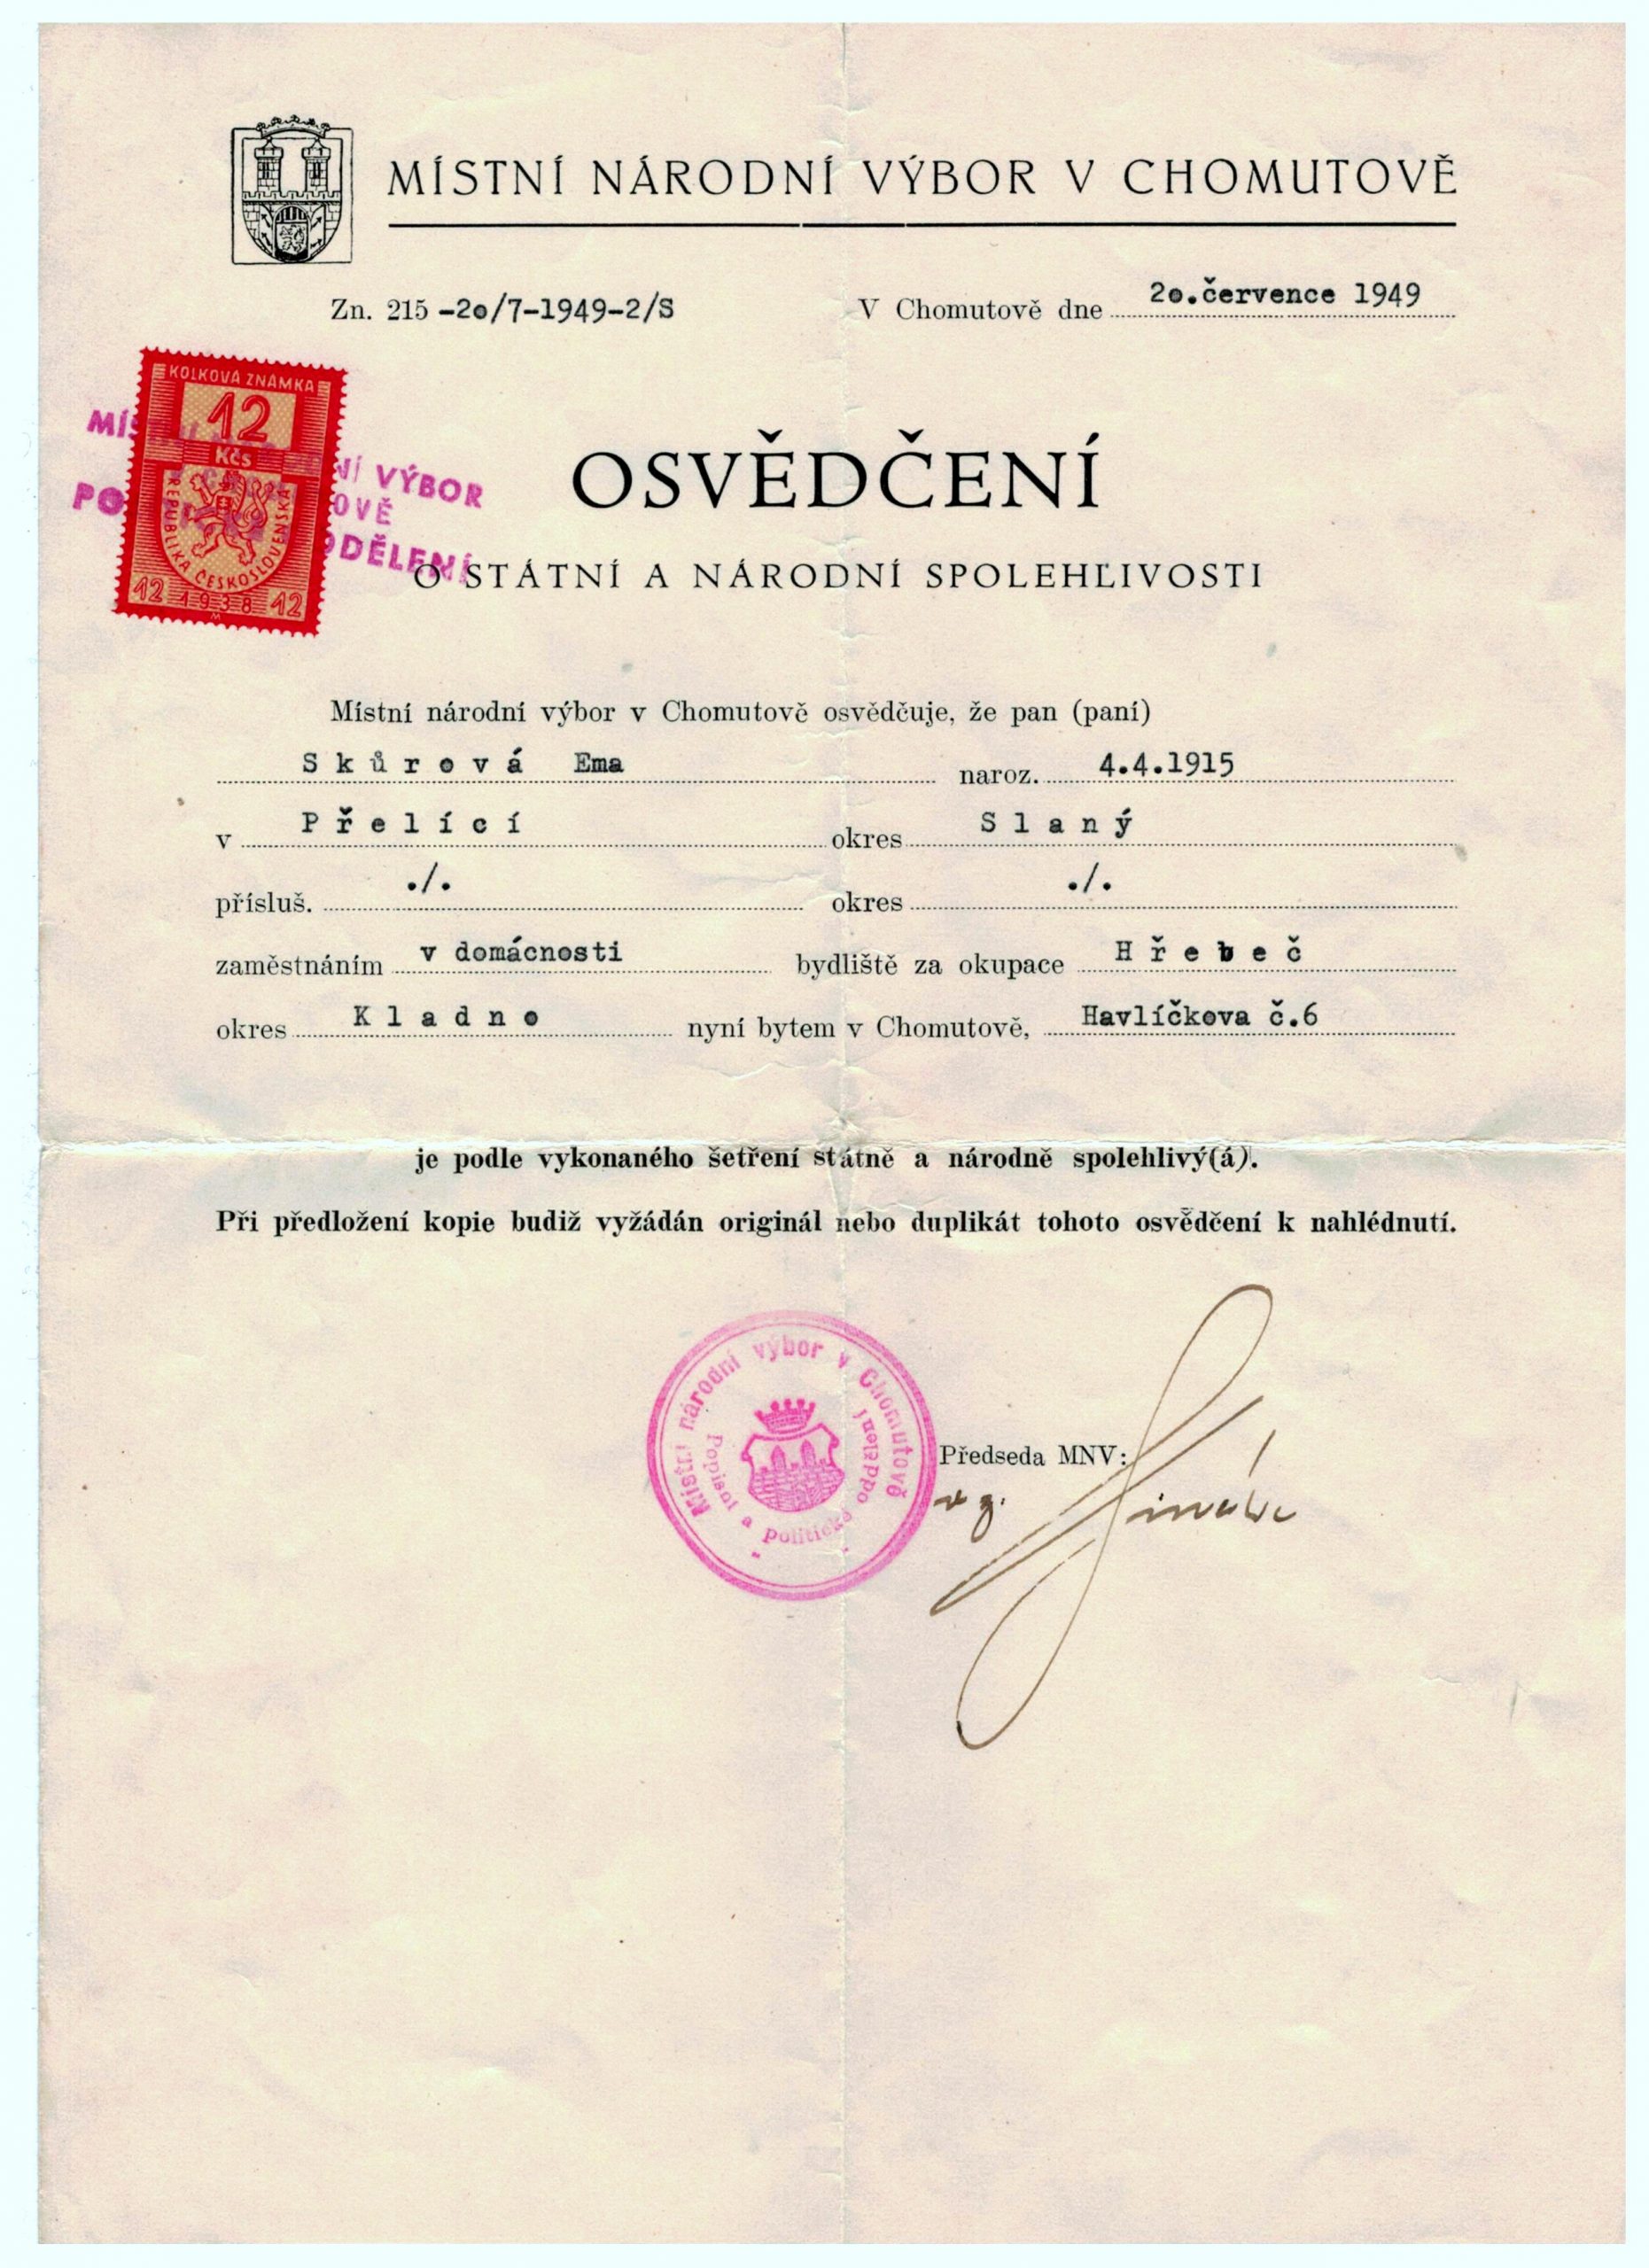 MÍSTNÍ NÁRODNÍ VÝBOR V CHOMUTOVĚ
Zn. 215 -2o/7-1949-2/S
V Chomutově dne 2o.července 1949
KOLKOVÁ ZNÁMKA
12
Kčs
REPUBLIKA ČESKOSLOVENSKÁ
12 1938 12
VÝBOR
OVĚ
ODDĚLENÍ
OSVĚDČENÍ
O STÁTNÍ A NÁRODNÍ SPOLEHLIVOSTI
Místní národní výbor v Chomutově osvědčuje, že pan (paní)
Skůrová Ema naroz. 4.4.1915
v Přelící okres Slaný
přísluš. ./. okres ./.
zaměstnáním v domácnosti bydliště za okupace Hřebeč
okres Kladno nyní bytem v Chomutově, Havlíčkova č.6
je podle vykonaného šetření státně a národně spolehlivý(á).
Při předložení kopie budiž vyžádán originál nebo duplikát tohoto osvědčení k nahlédnutí.
Místní národní výbor v Chomutově
Popisní a politické oddělení
Předseda MNV: